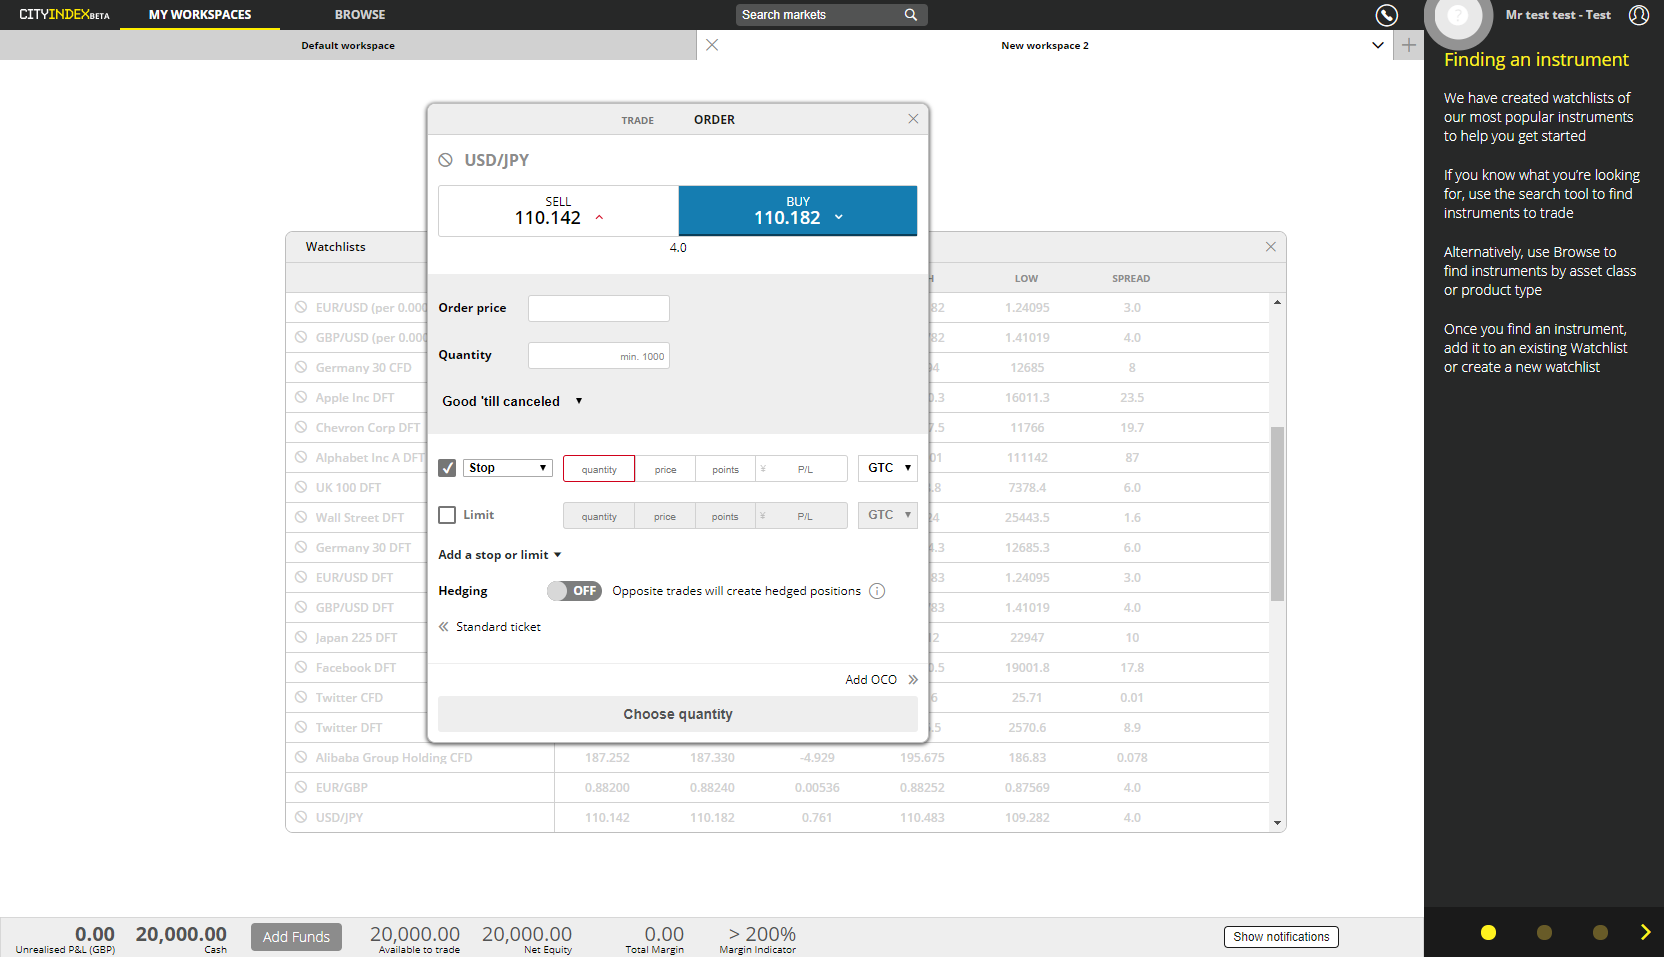 CITYINDEX BETA
MY WORKSPACES
BROWSE
Search markets
?
Mr test test - Test
Default workspace
New workspace 2
Finding an instrument
We have created watchlists of
our most popular instruments
to help you get started
If you know what you're looking
for, use the search tool to find
instruments to trade
Alternatively, use Browse to
find instruments by asset class
or product type
Once you find an instrument,
add it to an existing Watchlist
or create a new watchlist
TRADE ORDER
USD/JPY
SELL BUY
110.142 110.182
4.0
Order price
Quantity min. 1000
Good 'till canceled
Stop quantity price points ¥ P/L GTC
Limit quantity price points ¥ P/L GTC
Add a stop or limit
Hedging OFF Opposite trades will create hedged positions i
Standard ticket
Add OCO
Choose quantity
Watchlists
H LOW SPREAD
EUR/USD (per 0.000 82 1.24095 3.0
GBP/USD (per 0.000 82 1.41019 4.0
Germany 30 CFD 94 12685 8
Apple Inc DFT 0.3 16011.3 23.5
Chevron Corp DFT 7.5 11766 19.7
Alphabet Inc A DFT 01 111142 87
UK 100 DFT .8 7378.4 6.0
Wall Street DFT 24 25443.5 1.6
Germany 30 DFT 4.3 12685.3 6.0
EUR/USD DFT 83 1.24095 3.0
GBP/USD DFT 783 1.41019 4.0
Japan 225 DFT 12 22947 10
Facebook DFT 0.5 19001.8 17.8
Twitter CFD 6 25.71 0.01
Twitter DFT .5 2570.6 8.9
Alibaba Group Holding CFD 187.252 187.330 -4.929 195.675 186.83 0.078
EUR/GBP 0.88200 0.88240 0.00536 0.88252 0.87569 4.0
USD/JPY 110.142 110.182 0.761 110.483 109.282 4.0
0.00 20,000.00 Add Funds 20,000.00 20,000.00 0.00 > 200% Show notifications
Unrealised P&L (GBP) Cash Available to trade Net Equity Total Margin Margin Indicator